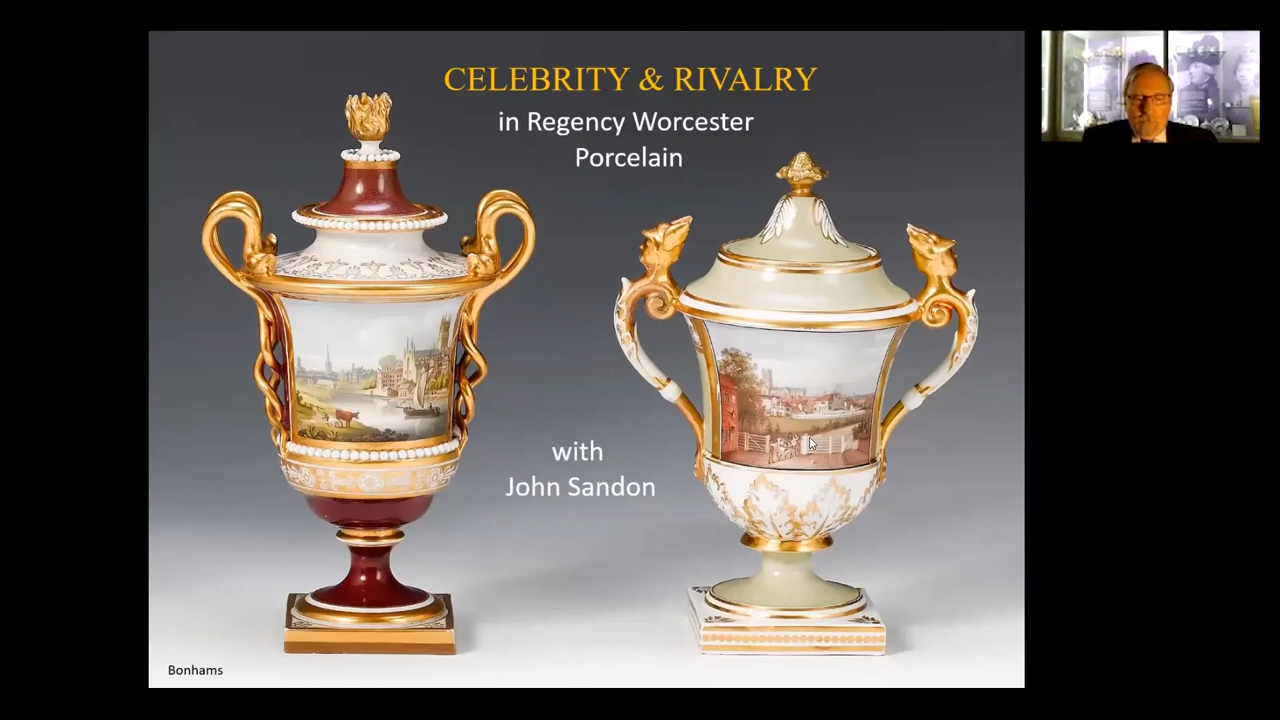 CELEBRITY & RIVALRY
in Regency Worcester
Porcelain
with
John Sandon
Bonhams